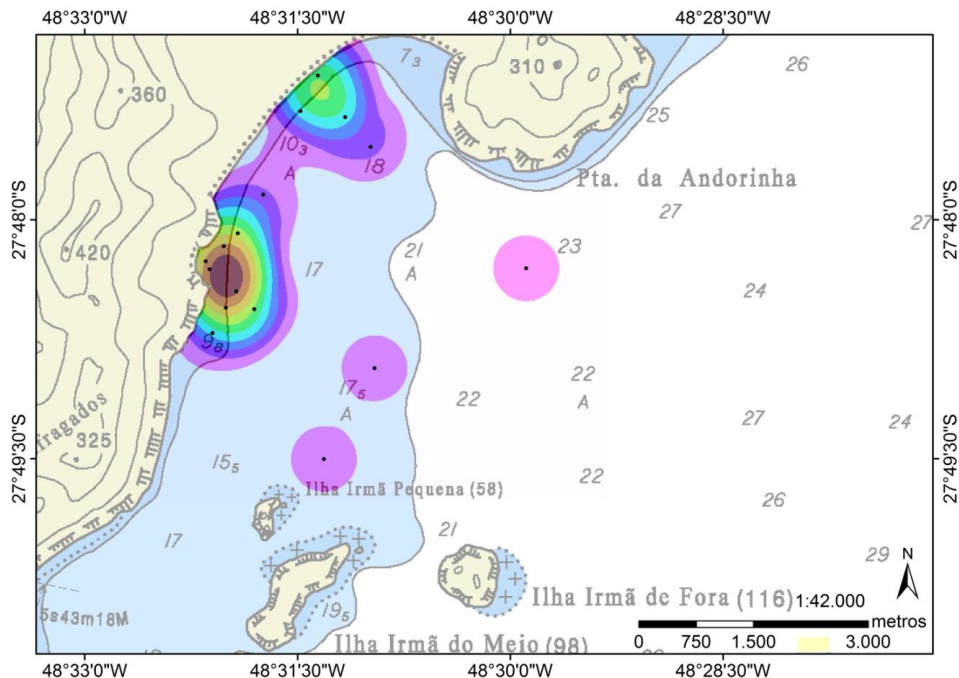 48°33'0"W 48°31'30"W 48°30'0"W 48°28'30"W
7₃ 310 26
360
25
10₃
A
18
Pta. da Andorinha
27°48'0"S 27 27 27°48'0"S
420 17 21 23
A
24
9₈
17₅ 22 22
A A
fragados 27 24
325
27°49'30"S 15₅ 22 27°49'30"S
Ilha Irmã Pequena (58)
26
17 21
29
N
Ilha Irmã de Fora (116) 1:42.000
5s43m18M 19₅
metros
Ilha Irmã do Meio (98) 0 750 1.500 3.000
48°33'0"W 48°31'30"W 48°30'0"W 48°28'30"W